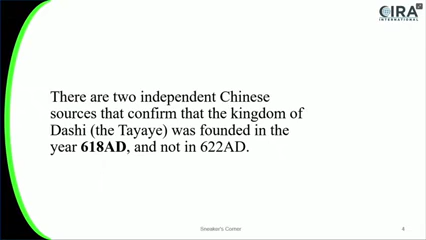 CIRA
INTERNATIONAL
There are two independent Chinese
sources that confirm that the kingdom of
Dashi (the Tayaye) was founded in the
year 618AD, and not in 622AD.
Speaker's Corner
4